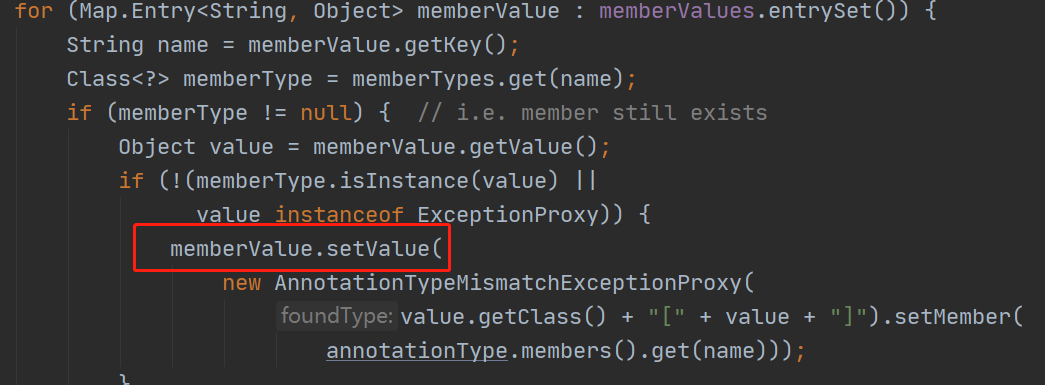 for (Map.Entry<String, Object> memberValue : memberValues.entrySet()) {
String name = memberValue.getKey();
Class<?> memberType = memberTypes.get(name);
if (memberType != null) {  // i.e. member still exists
Object value = memberValue.getValue();
if (!(memberType.isInstance(value) ||
value instanceof ExceptionProxy)) {
memberValue.setValue(
new AnnotationTypeMismatchExceptionProxy(
foundType: value.getClass() + "[" + value + "]").setMember(
annotationType.members().get(name)));
}